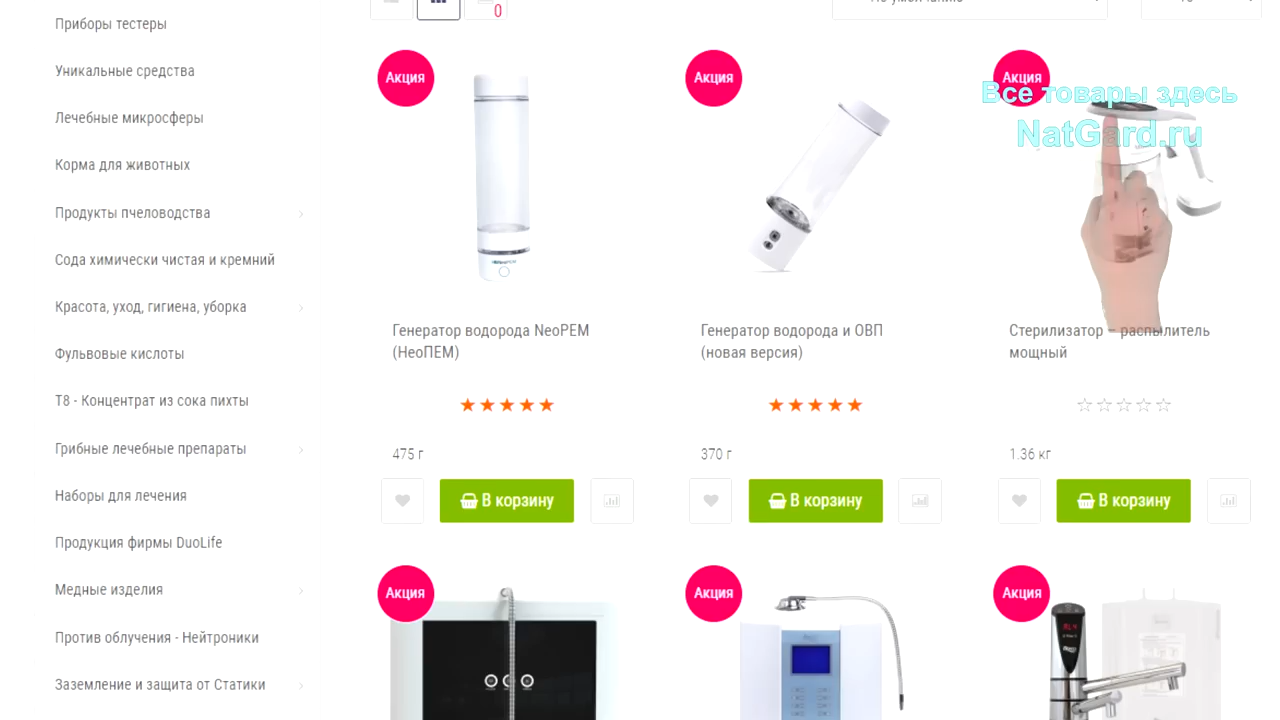 0
Приборы тестеры
Уникальные средства
Лечебные микросферы
Корма для животных
Продукты пчеловодства
Сода химически чистая и кремний
Красота, уход, гигиена, уборка
Фульвовые кислоты
Т8 - Концентрат из сока пихты
Грибные лечебные препараты
Наборы для лечения
Продукция фирмы DuoLife
Медные изделия
Против облучения - Нейтроники
Заземление и защита от Статики
Акция
Генератор водорода NeoPEM
(НеоПЕМ)
475 г
В корзину
Акция
Генератор водорода и ОВП
(новая версия)
370 г
В корзину
Акция
Все товары здесь
NatGard.ru
Стерилизатор – распылитель
мощный
1.36 кг
В корзину
Акция
Акция
Акция